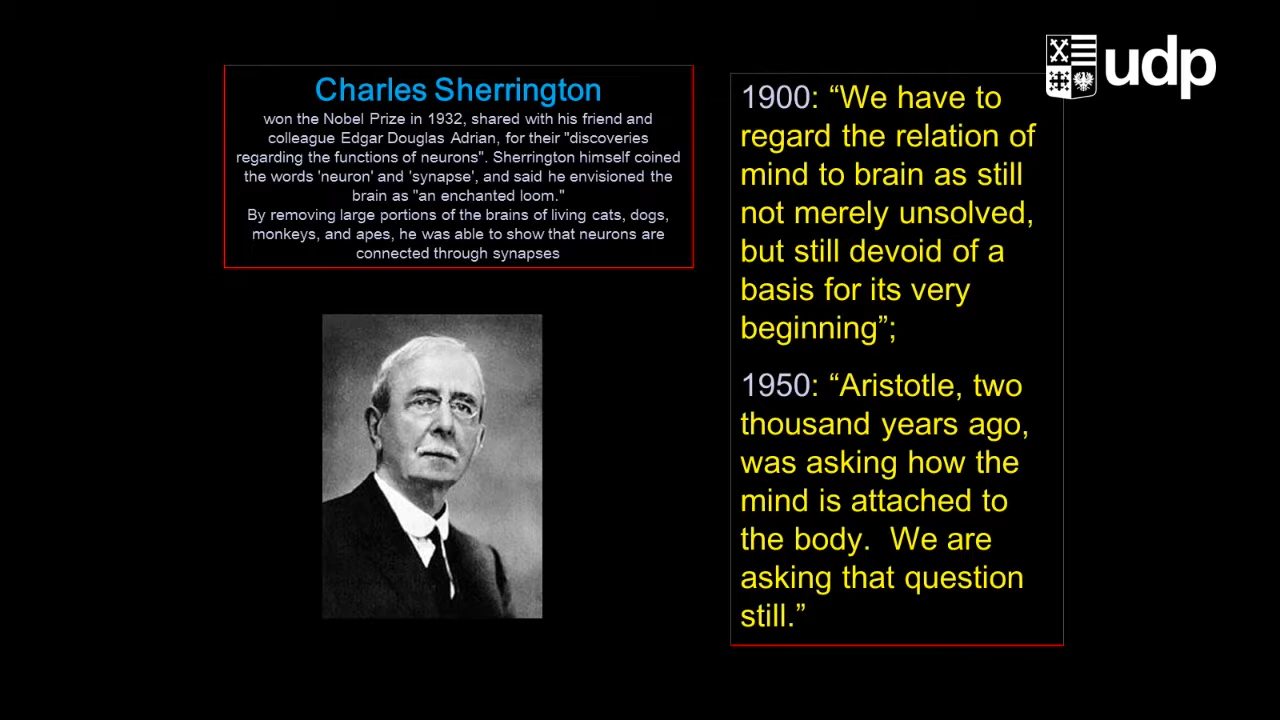 Charles Sherrington
won the Nobel Prize in 1932, shared with his friend and
colleague Edgar Douglas Adrian, for their "discoveries
regarding the functions of neurons". Sherrington himself coined
the words 'neuron' and 'synapse', and said he envisioned the
brain as "an enchanted loom."
By removing large portions of the brains of living cats, dogs,
monkeys, and apes, he was able to show that neurons are
connected through synapses
1900: “We have to
regard the relation of
mind to brain as still
not merely unsolved,
but still devoid of a
basis for its very
beginning”;
1950: “Aristotle, two
thousand years ago,
was asking how the
mind is attached to
the body.  We are
asking that question
still.”
udp